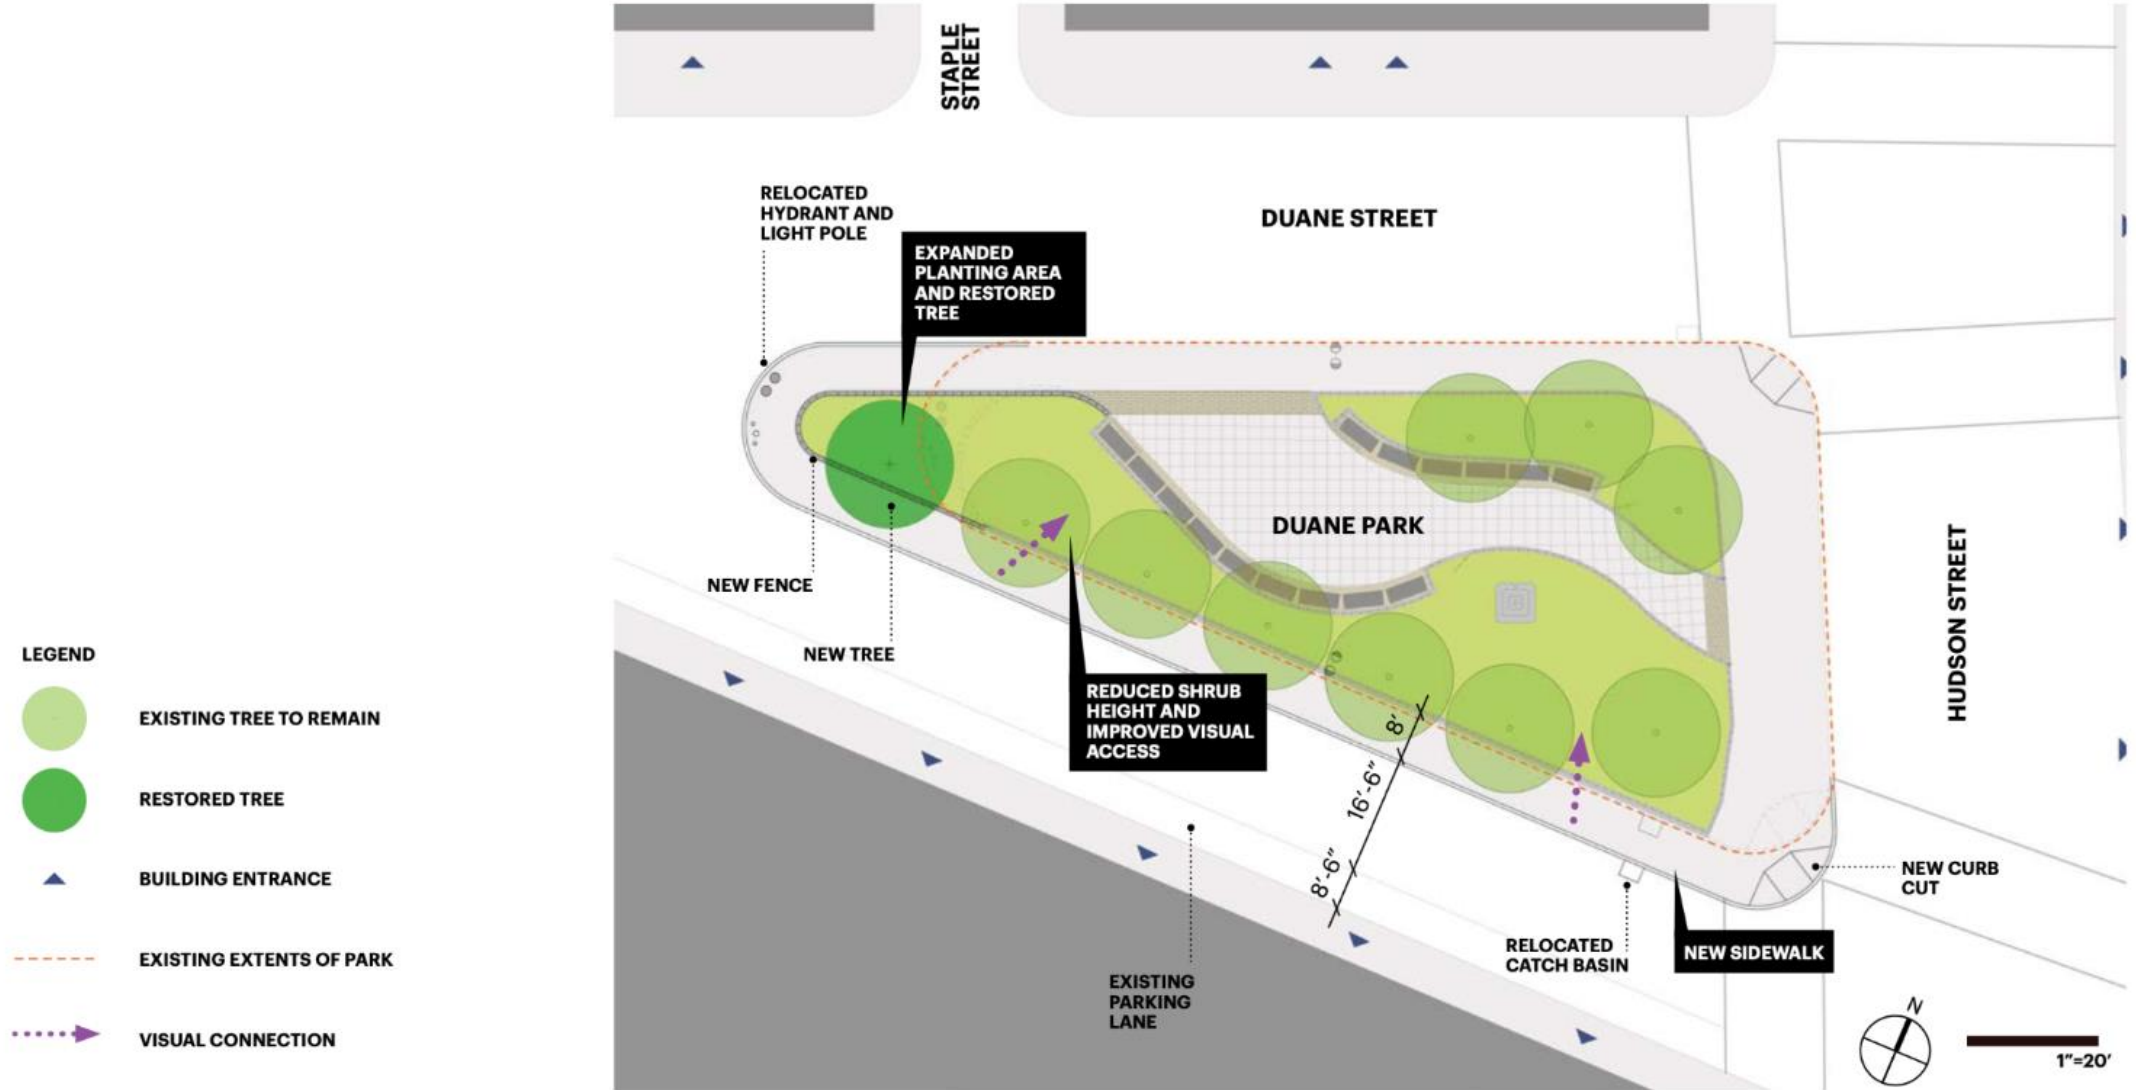 STAPLE
STREET
RELOCATED
HYDRANT AND
LIGHT POLE
DUANE STREET
EXPANDED
PLANTING AREA
AND RESTORED
TREE
DUANE PARK
HUDSON STREET
NEW FENCE
NEW TREE
REDUCED SHRUB
HEIGHT AND
IMPROVED VISUAL
ACCESS
8'
16'-6"
8'-6"
LEGEND
EXISTING TREE TO REMAIN
RESTORED TREE
BUILDING ENTRANCE
EXISTING EXTENTS OF PARK
VISUAL CONNECTION
EXISTING
PARKING
LANE
RELOCATED
CATCH BASIN
NEW SIDEWALK
NEW CURB
CUT
N
1"=20'